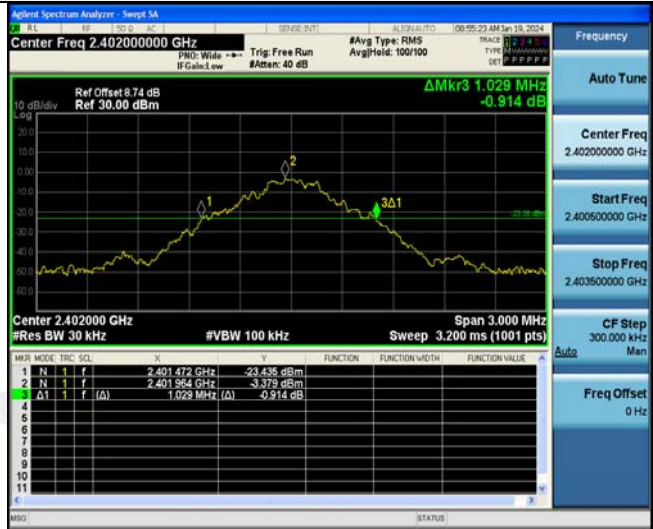 Agilent Spectrum Analyzer - Swept SA
RL RF 50 Ω AC SENSE:INT ALIGN AUTO 08:55:23 AM Jan 19, 2024
Center Freq 2.402000000 GHz
PNO: Wide
IFGain:Low
Trig: Free Run
#Atten: 40 dB
#Avg Type: RMS
Avg|Hold: 100/100
TRACE 1 2 3 4 5 6
TYPE
DET P P P P P P
Ref Offset 8.74 dB
Ref 30.00 dBm
10 dB/div
Log
ΔMkr3 1.029 MHz
-0.914 dB
20.0
10.0
0.00
-10.0
-20.0
-30.0
-40.0
-50.0
-60.0
1
2
3Δ1
Center 2.402000 GHz
#Res BW 30 kHz
#VBW 100 kHz
Span 3.000 MHz
Sweep 3.200 ms (1001 pts)
MKR MODE TRC SCL X Y FUNCTION FUNCTION WIDTH FUNCTION VALUE
1 N 1 f 2.401 472 GHz -23.435 dBm
2 N 1 f 2.401 964 GHz -3.379 dBm
3 Δ1 1 f (Δ) 1.029 MHz (Δ) -0.914 dB
4
5
6
7
8
9
10
11
MSG
STATUS
Frequency
Auto Tune
Center Freq
2.402000000 GHz
Start Freq
2.400500000 GHz
Stop Freq
2.403500000 GHz
CF Step
300.000 kHz
Auto Man
Freq Offset
0 Hz